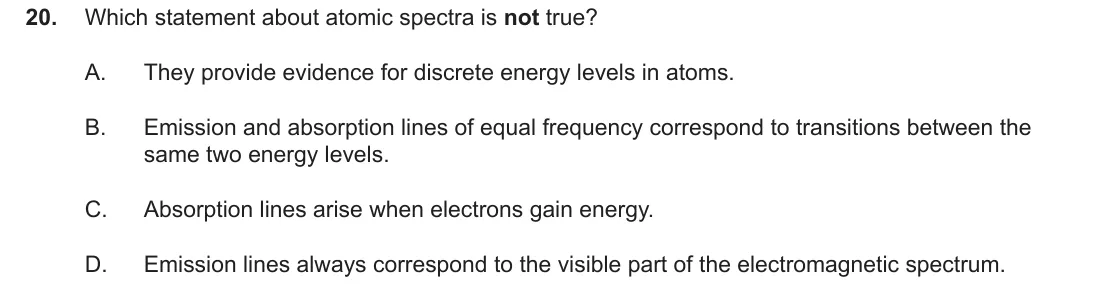 20. Which statement about atomic spectra is not true?
A. They provide evidence for discrete energy levels in atoms.
B. Emission and absorption lines of equal frequency correspond to transitions between the
same two energy levels.
C. Absorption lines arise when electrons gain energy.
D. Emission lines always correspond to the visible part of the electromagnetic spectrum.